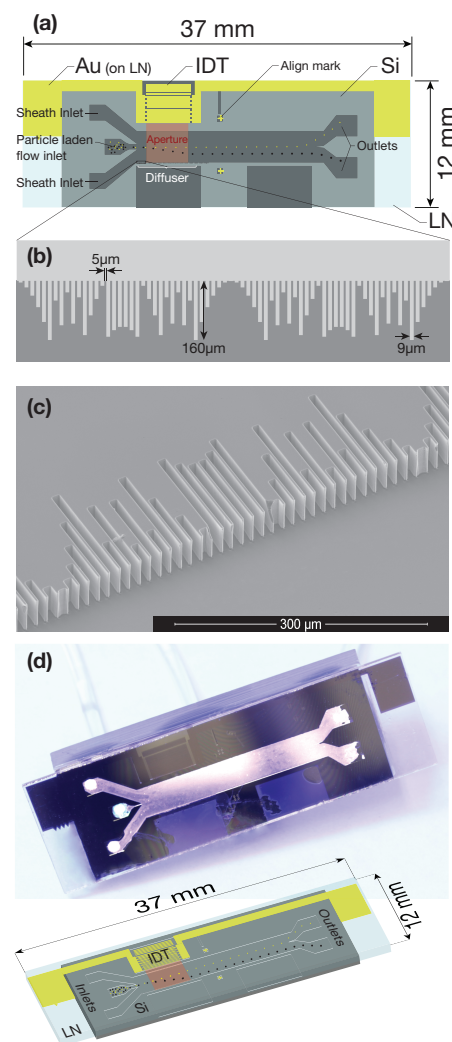 (a)
37 mm
Au (on LN)
IDT
Align mark
Si
Sheath Inlet
Particle laden
flow inlet
Aperture
Outlets
Sheath Inlet
Diffuser
12 mm
LN
(b)
5µm
160µm
9µm
(c)
300 µm
(d)
37 mm
12 mm
IDT
Outlets
Inlets
Si
LN